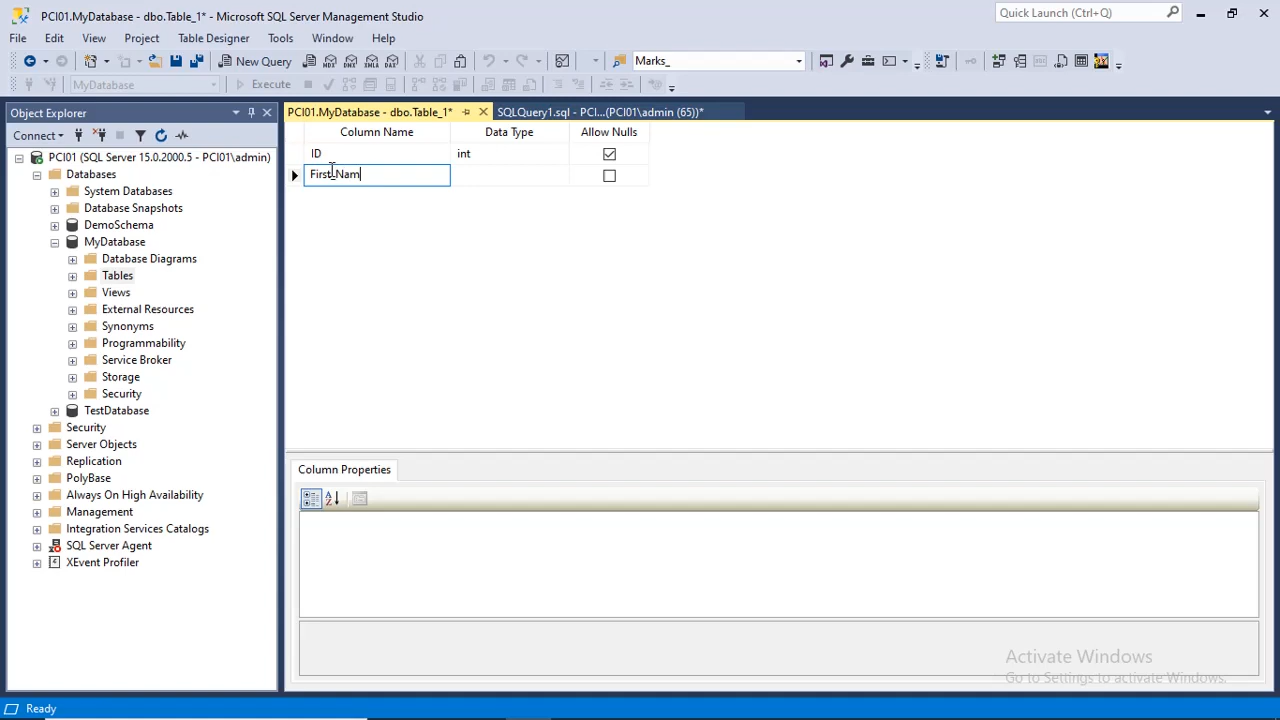 PCI01.MyDatabase - dbo.Table_1* - Microsoft SQL Server Management Studio
Quick Launch (Ctrl+Q)
File Edit View Project Table Designer Tools Window Help
New Query
Marks_
MyDatabase
Execute
Object Explorer
PCI01.MyDatabase - dbo.Table_1*
SQLQuery1.sql - PCI...(PCI01\admin (65))*
Connect
Column Name Data Type Allow Nulls
ID int
First_Nam
PCI01 (SQL Server 15.0.2000.5 - PCI01\admin)
Databases
System Databases
Database Snapshots
DemoSchema
MyDatabase
Database Diagrams
Tables
Views
External Resources
Synonyms
Programmability
Service Broker
Storage
Security
TestDatabase
Security
Server Objects
Replication
PolyBase
Always On High Availability
Management
Integration Services Catalogs
SQL Server Agent
XEvent Profiler
Column Properties
Activate Windows
Go to Settings to activate Windows.
Ready